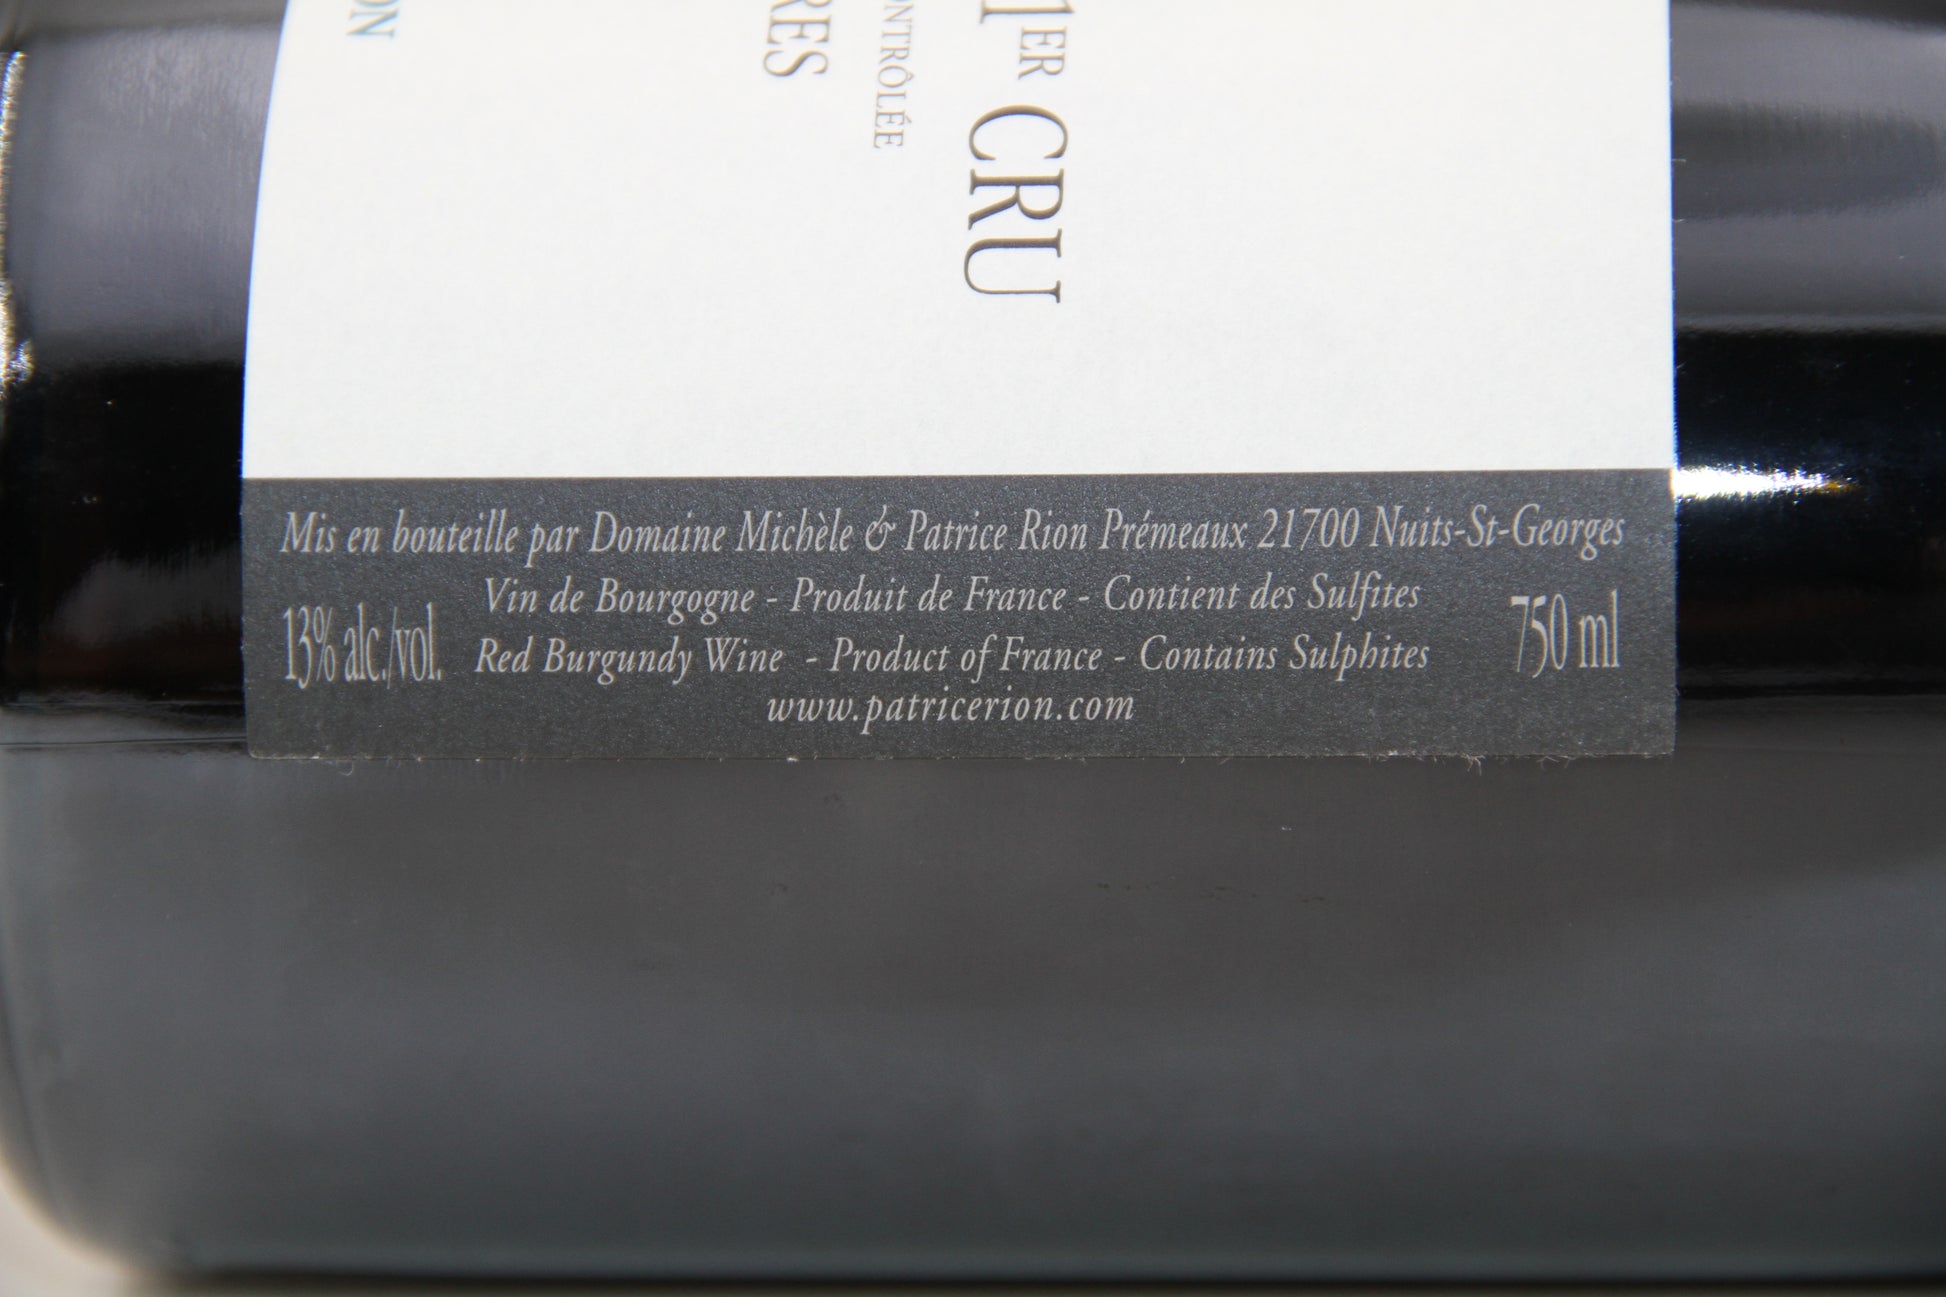 1ER CRU
CONTRÔLÉE
Mis en bouteille par Domaine Michèle & Patrice Rion Prémeaux 21700 Nuits-St-Georges
Vin de Bourgogne - Produit de France - Contient des Sulfites
13% alc./vol.
750 ml
Red Burgundy Wine - Product of France - Contains Sulphites
www.patricerion.com